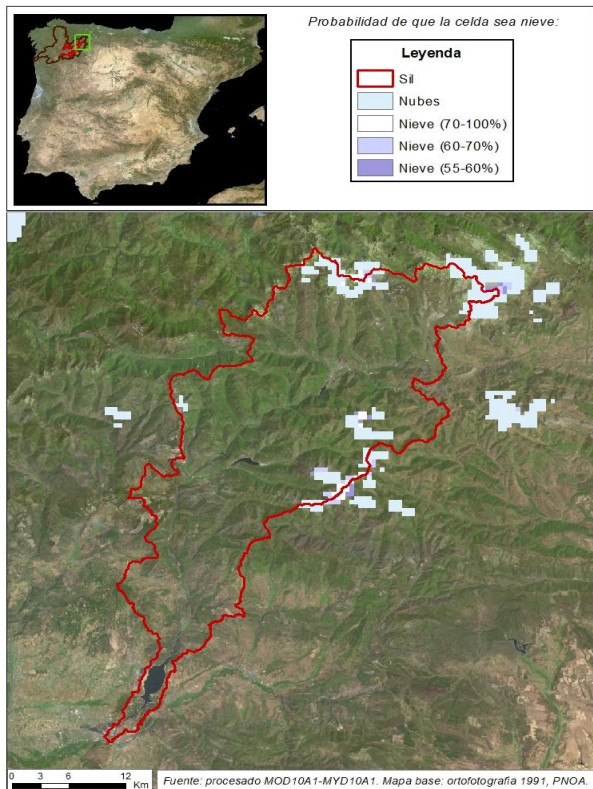 Probabilidad de que la celda sea nieve:
Leyenda
Sil
Nubes
Nieve (70-100%)
Nieve (60-70%)
Nieve (55-60%)
0 3 6 12
Km
Fuente: procesado MOD10A1-MYD10A1. Mapa base: ortofotografia 1991, PNOA.